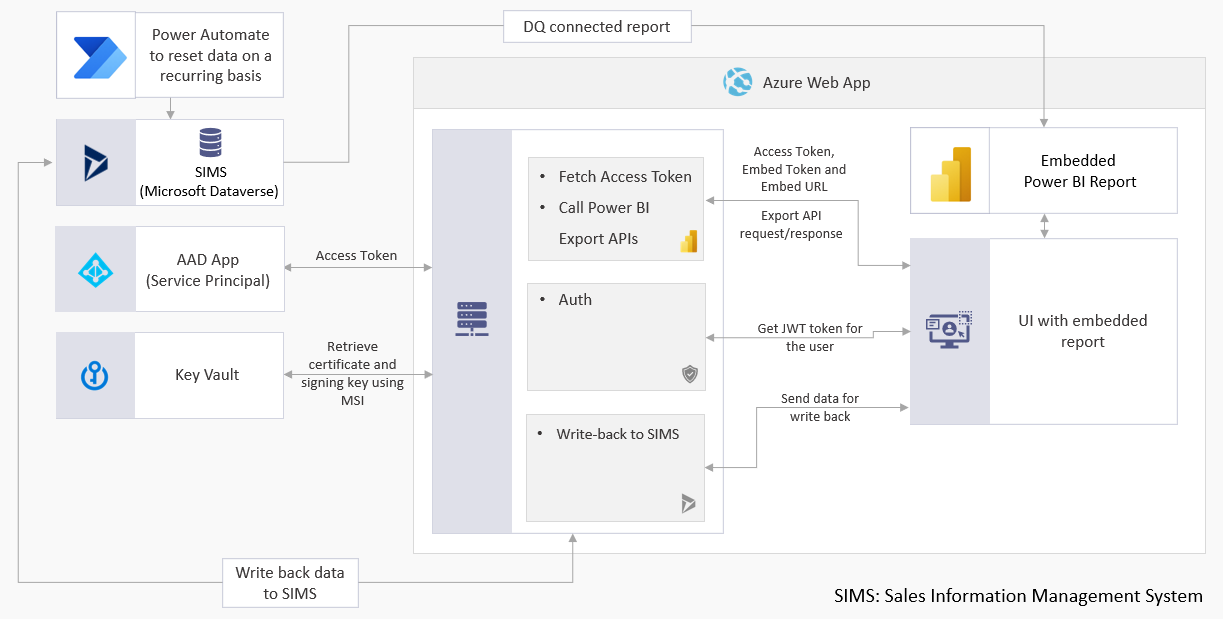 Power Automate
to reset data on a
recurring basis
DQ connected report
Azure Web App
SIMS
(Microsoft Dataverse)
• Fetch Access Token
• Call Power BI
Export APIs
Access Token,
Embed Token and
Embed URL
Export API
request/response
Embedded
Power BI Report
AAD App
(Service Principal)
Access Token
• Auth
Get JWT token for
the user
UI with embedded
report
Key Vault
Retrieve
certificate and
signing key using
MSI
• Write-back to SIMS
Send data for
write back
Write back data
to SIMS
SIMS: Sales Information Management System